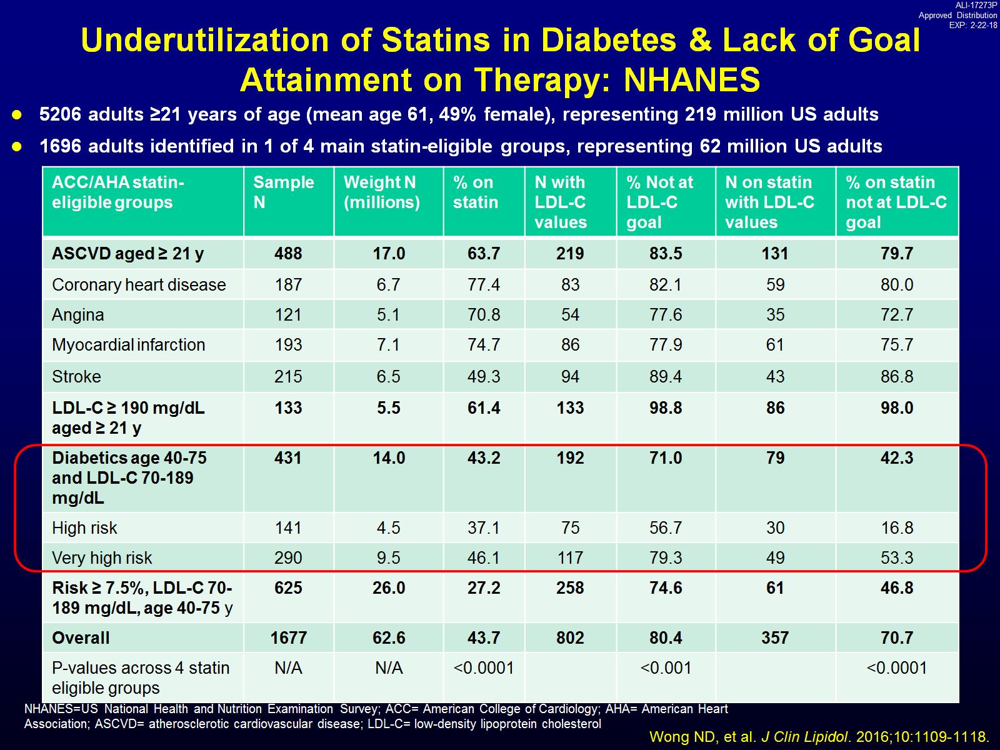 ALI-17273P
Approved Distribution
EXP: 2-22-18
Underutilization of Statins in Diabetes & Lack of Goal
Attainment on Therapy: NHANES
● 5206 adults ≥21 years of age (mean age 61, 49% female), representing 219 million US adults
● 1696 adults identified in 1 of 4 main statin-eligible groups, representing 62 million US adults
ACC/AHA statin-eligible groups | Sample N | Weight N (millions) | % on statin | N with LDL-C values | % Not at LDL-C goal | N on statin with LDL-C values | % on statin not at LDL-C goal
ASCVD aged ≥ 21 y | 488 | 17.0 | 63.7 | 219 | 83.5 | 131 | 79.7
Coronary heart disease | 187 | 6.7 | 77.4 | 83 | 82.1 | 59 | 80.0
Angina | 121 | 5.1 | 70.8 | 54 | 77.6 | 35 | 72.7
Myocardial infarction | 193 | 7.1 | 74.7 | 86 | 77.9 | 61 | 75.7
Stroke | 215 | 6.5 | 49.3 | 94 | 89.4 | 43 | 86.8
LDL-C ≥ 190 mg/dL aged ≥ 21 y | 133 | 5.5 | 61.4 | 133 | 98.8 | 86 | 98.0
Diabetics age 40-75 and LDL-C 70-189 mg/dL | 431 | 14.0 | 43.2 | 192 | 71.0 | 79 | 42.3
High risk | 141 | 4.5 | 37.1 | 75 | 56.7 | 30 | 16.8
Very high risk | 290 | 9.5 | 46.1 | 117 | 79.3 | 49 | 53.3
Risk ≥ 7.5%, LDL-C 70-189 mg/dL, age 40-75 y | 625 | 26.0 | 27.2 | 258 | 74.6 | 61 | 46.8
Overall | 1677 | 62.6 | 43.7 | 802 | 80.4 | 357 | 70.7
P-values across 4 statin eligible groups | N/A | N/A | <0.0001 | | <0.001 | | <0.0001
NHANES=US National Health and Nutrition Examination Survey; ACC= American College of Cardiology; AHA= American Heart
Association; ASCVD= atherosclerotic cardiovascular disease; LDL-C= low-density lipoprotein cholesterol
Wong ND, et al. J Clin Lipidol. 2016;10:1109-1118.